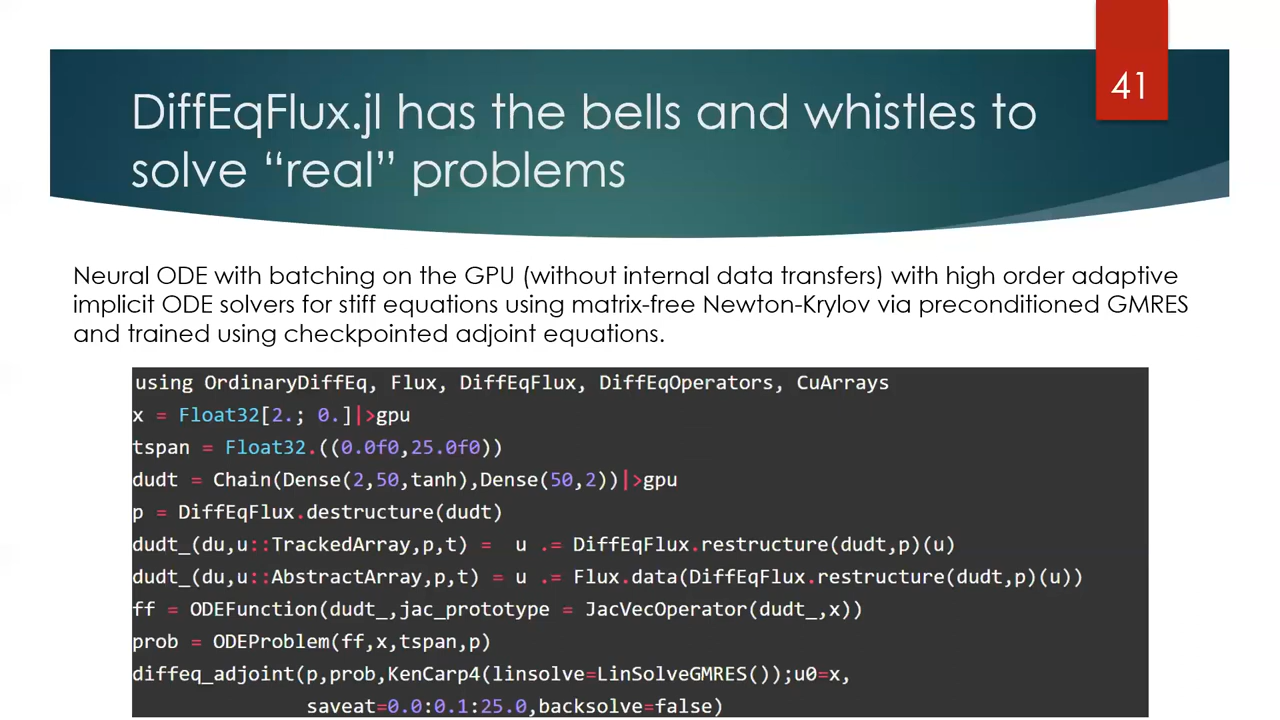 41
DiffEqFlux.jl has the bells and whistles to
solve “real” problems
Neural ODE with batching on the GPU (without internal data transfers) with high order adaptive
implicit ODE solvers for stiff equations using matrix-free Newton-Krylov via preconditioned GMRES
and trained using checkpointed adjoint equations.
using OrdinaryDiffEq, Flux, DiffEqFlux, DiffEqOperators, CuArrays
x = Float32[2.; 0.]|>gpu
tspan = Float32.((0.0f0,25.0f0))
dudt = Chain(Dense(2,50,tanh),Dense(50,2))|>gpu
p = DiffEqFlux.destructure(dudt)
dudt_(du,u::TrackedArray,p,t) =  u .= DiffEqFlux.restructure(dudt,p)(u)
dudt_(du,u::AbstractArray,p,t) = u .= Flux.data(DiffEqFlux.restructure(dudt,p)(u))
ff = ODEFunction(dudt_,jac_prototype = JacVecOperator(dudt_,x))
prob = ODEProblem(ff,x,tspan,p)
diffeq_adjoint(p,prob,KenCarp4(linsolve=LinSolveGMRES());u0=x,
saveat=0.0:0.1:25.0,backsolve=false)